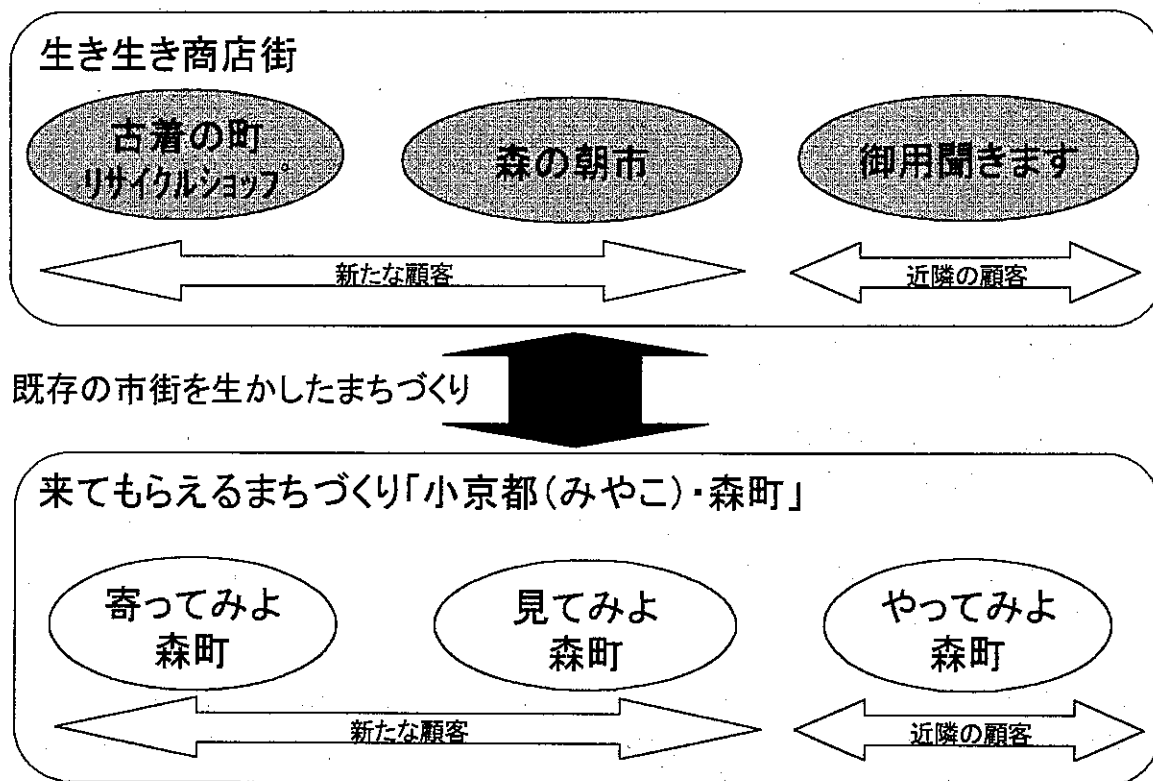 生き生き商店街
古着の町
リサイクルショップ
森の朝市
御用聞きます
新たな顧客
近隣の顧客
既存の市街を生かしたまちづくり
来てもらえるまちづくり「小京都(みやこ)・森町」
寄ってみよ
森町
見てみよ
森町
やってみよ
森町
新たな顧客
近隣の顧客